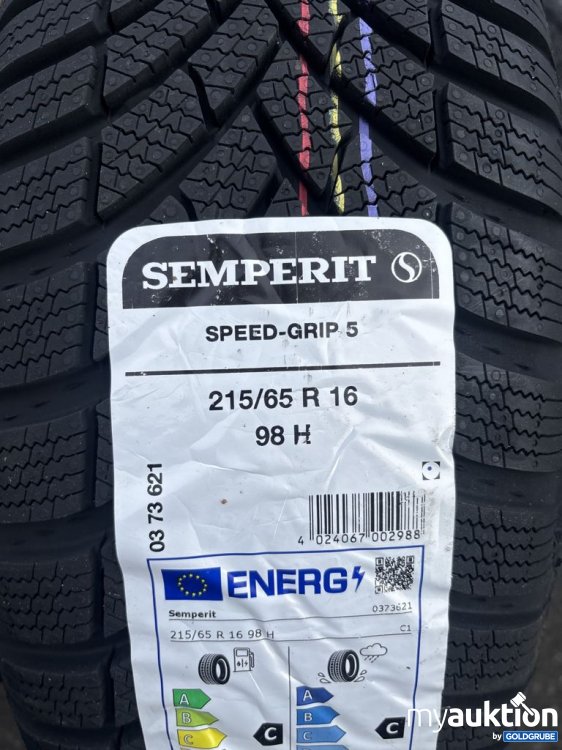 SEMPERIT
SPEED-GRIP 5
215/65 R 16
98 H
03 73 621
4 024067 002988
ENERG
Semperit
0373621
215/65 R 16 98 H
C1
A
B
C
C
A
B
C
C
myauktion
by GOLDGRUBE